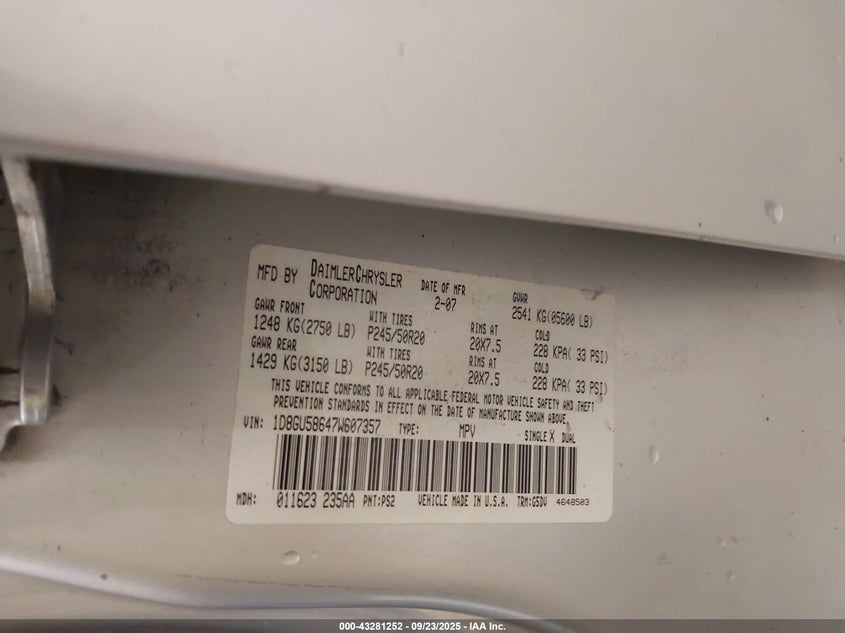 MFD BY DAIMLERCHRYSLER CORPORATION DATE OF MFR 2-07 GVWR 2541 KG(05600 LB)
GAWR FRONT WITH TIRES RIMS AT COLD
1248 KG(2750 LB) P245/50R20 20X7.5 228 KPA( 33 PSI)
GAWR REAR WITH TIRES RIMS AT COLD
1429 KG(3150 LB) P245/50R20 20X7.5 228 KPA( 33 PSI)
THIS VEHICLE CONFORMS TO ALL APPLICABLE FEDERAL MOTOR VEHICLE SAFETY AND THEFT
PREVENTION STANDARDS IN EFFECT ON THE DATE OF MANUFACTURE SHOWN ABOVE.
VIN: 1D8GU58647W607357 TYPE: MPV SINGLE X DUAL
MDH: 011623 235AA PNT:PS2 VEHICLE MADE IN U.S.A. TRM:G5DV 4648503
000-43281252 - 09/23/2025 - IAA Inc.